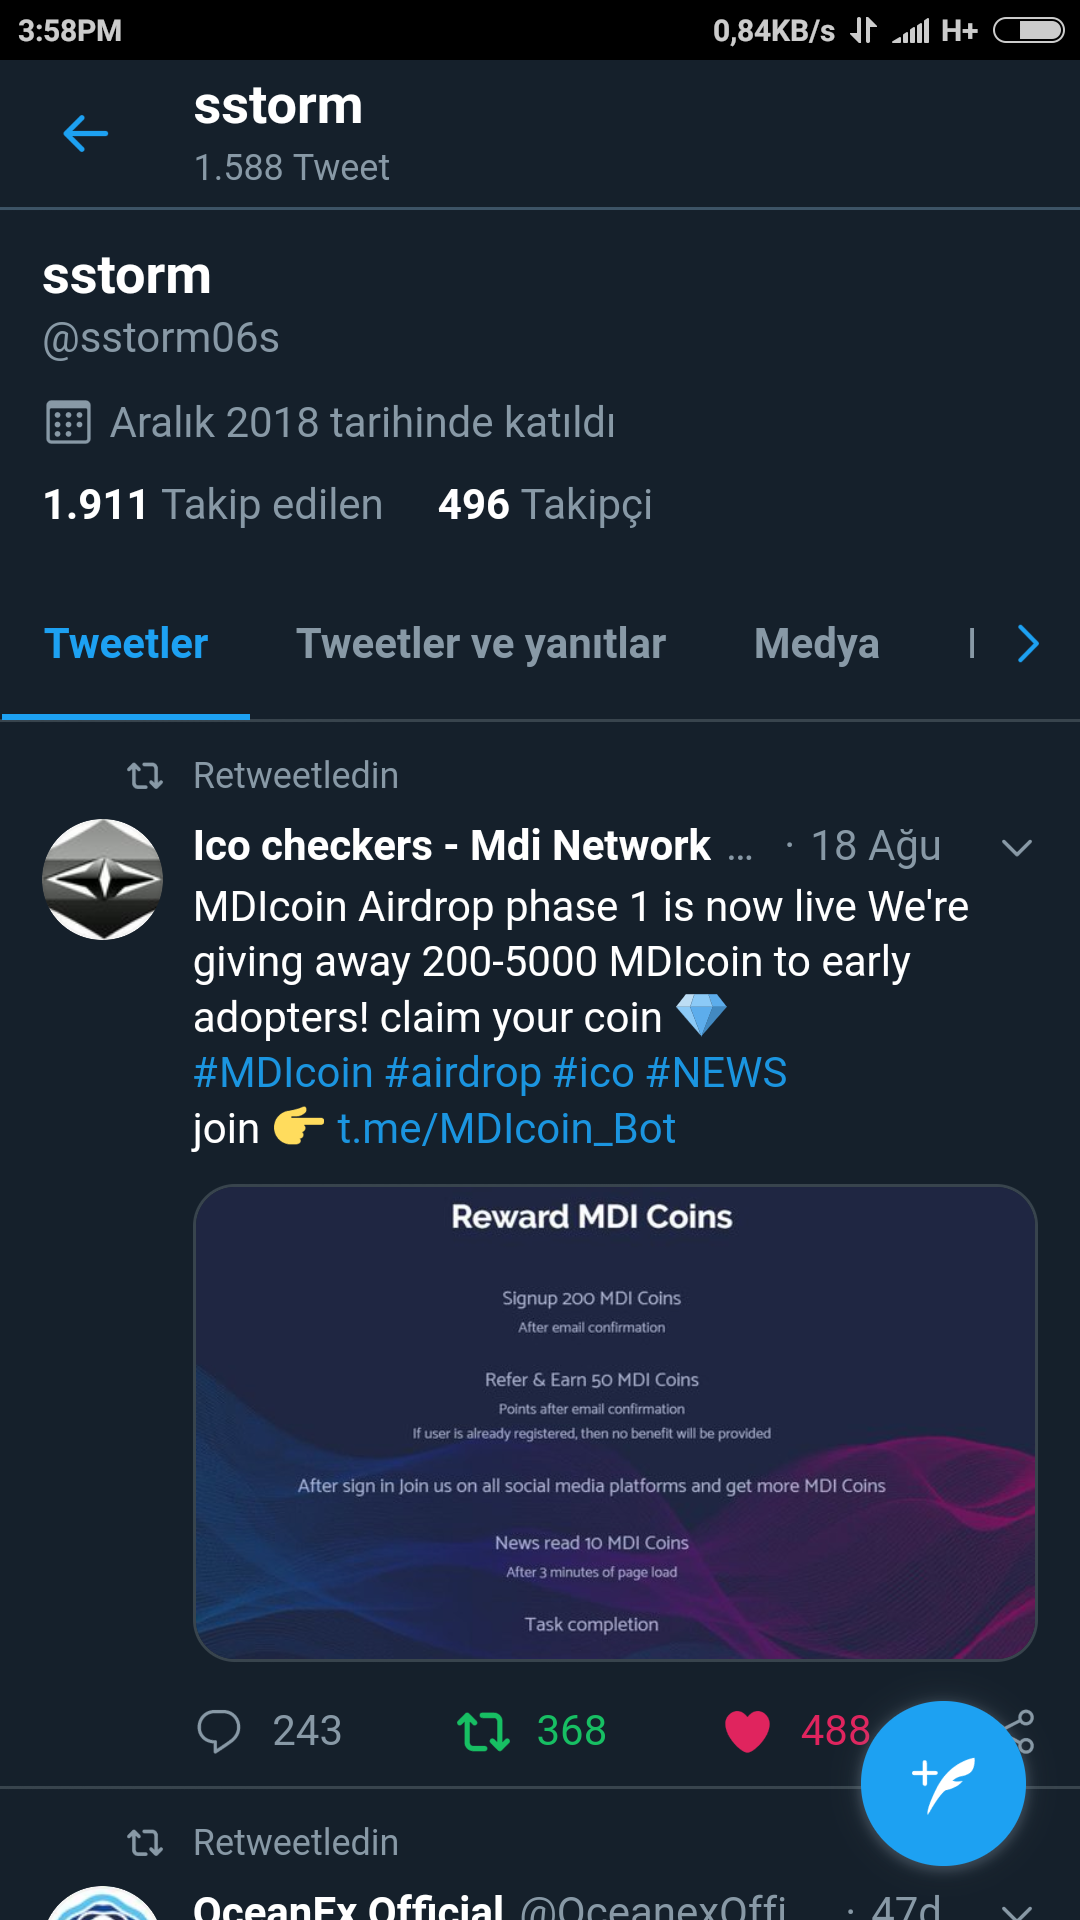 3:58PM
0,84KB/s H+
sstorm
1.588 Tweet
sstorm
@sstorm06s
Aralık 2018 tarihinde katıldı
1.911 Takip edilen 496 Takipçi
Tweetler Tweetler ve yanıtlar Medya
Retweetledin
Ico checkers - Mdi Network ... · 18 Ağu
MDIcoin Airdrop phase 1 is now live We're
giving away 200-5000 MDIcoin to early
adopters! claim your coin 💎
#MDIcoin #airdrop #ico #NEWS
join 👉 t.me/MDIcoin_Bot
Reward MDI Coins
Signup 200 MDI Coins
After email confirmation
Refer & Earn 50 MDI Coins
Points after email confirmation
If user is already registered, then no benefit will be provided
After sign in Join us on all social media platforms and get more MDI Coins
News read 10 MDI Coins
After 3 minutes of page load
Task completion
243 368 488
Retweetledin
OceanEx Official @OceanexOffi · 47d